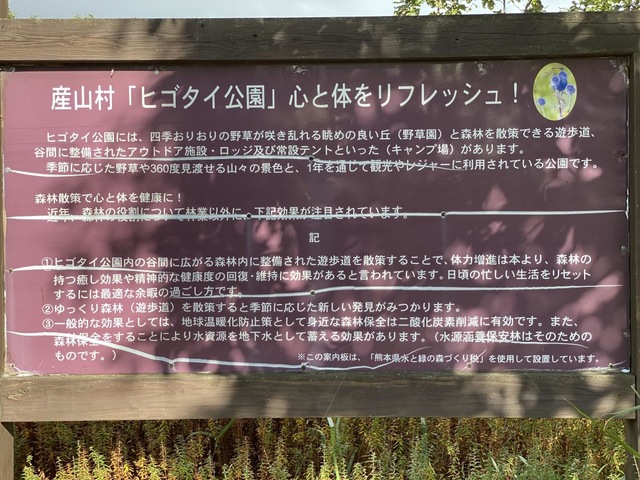 産山村「ヒゴタイ公園」心と体をリフレッシュ！
ヒゴタイ公園には、四季おりおりの野草が咲き乱れる眺めの良い丘（野草園）と森林を散策できる遊歩道、
谷間に整備されたアウトドア施設・ロッジ及び常設テントといった（キャンプ場）があります。
季節に応じた野草や360度見渡せる山々の景色と、1年を通じて観光やレジャーに利用されている公園です。
森林散策で心と体を健康に！
近年、森林の役割について林業以外に、下記効果が注目されています。
記
①ヒゴタイ公園内の谷間に広がる森林内に整備された遊歩道を散策することで、体力増進は本より、森林の
持つ癒し効果や精神的な健康度の回復・維持に効果があると言われています。日頃の忙しい生活をリセット
するには最適な余暇の過ごし方です。
②ゆっくり森林（遊歩道）を散策すると季節に応じた新しい発見がみつかります。
③一般的な効果としては、地球温暖化防止策として身近な森林保全は二酸化炭素削減に有効です。また、
森林保全をすることにより水資源を地下水として蓄える効果があります。（水源涵養保安林はそのための
ものです。）
※この案内板は、「熊本県水と緑の森づくり税」を使用して設置しています。